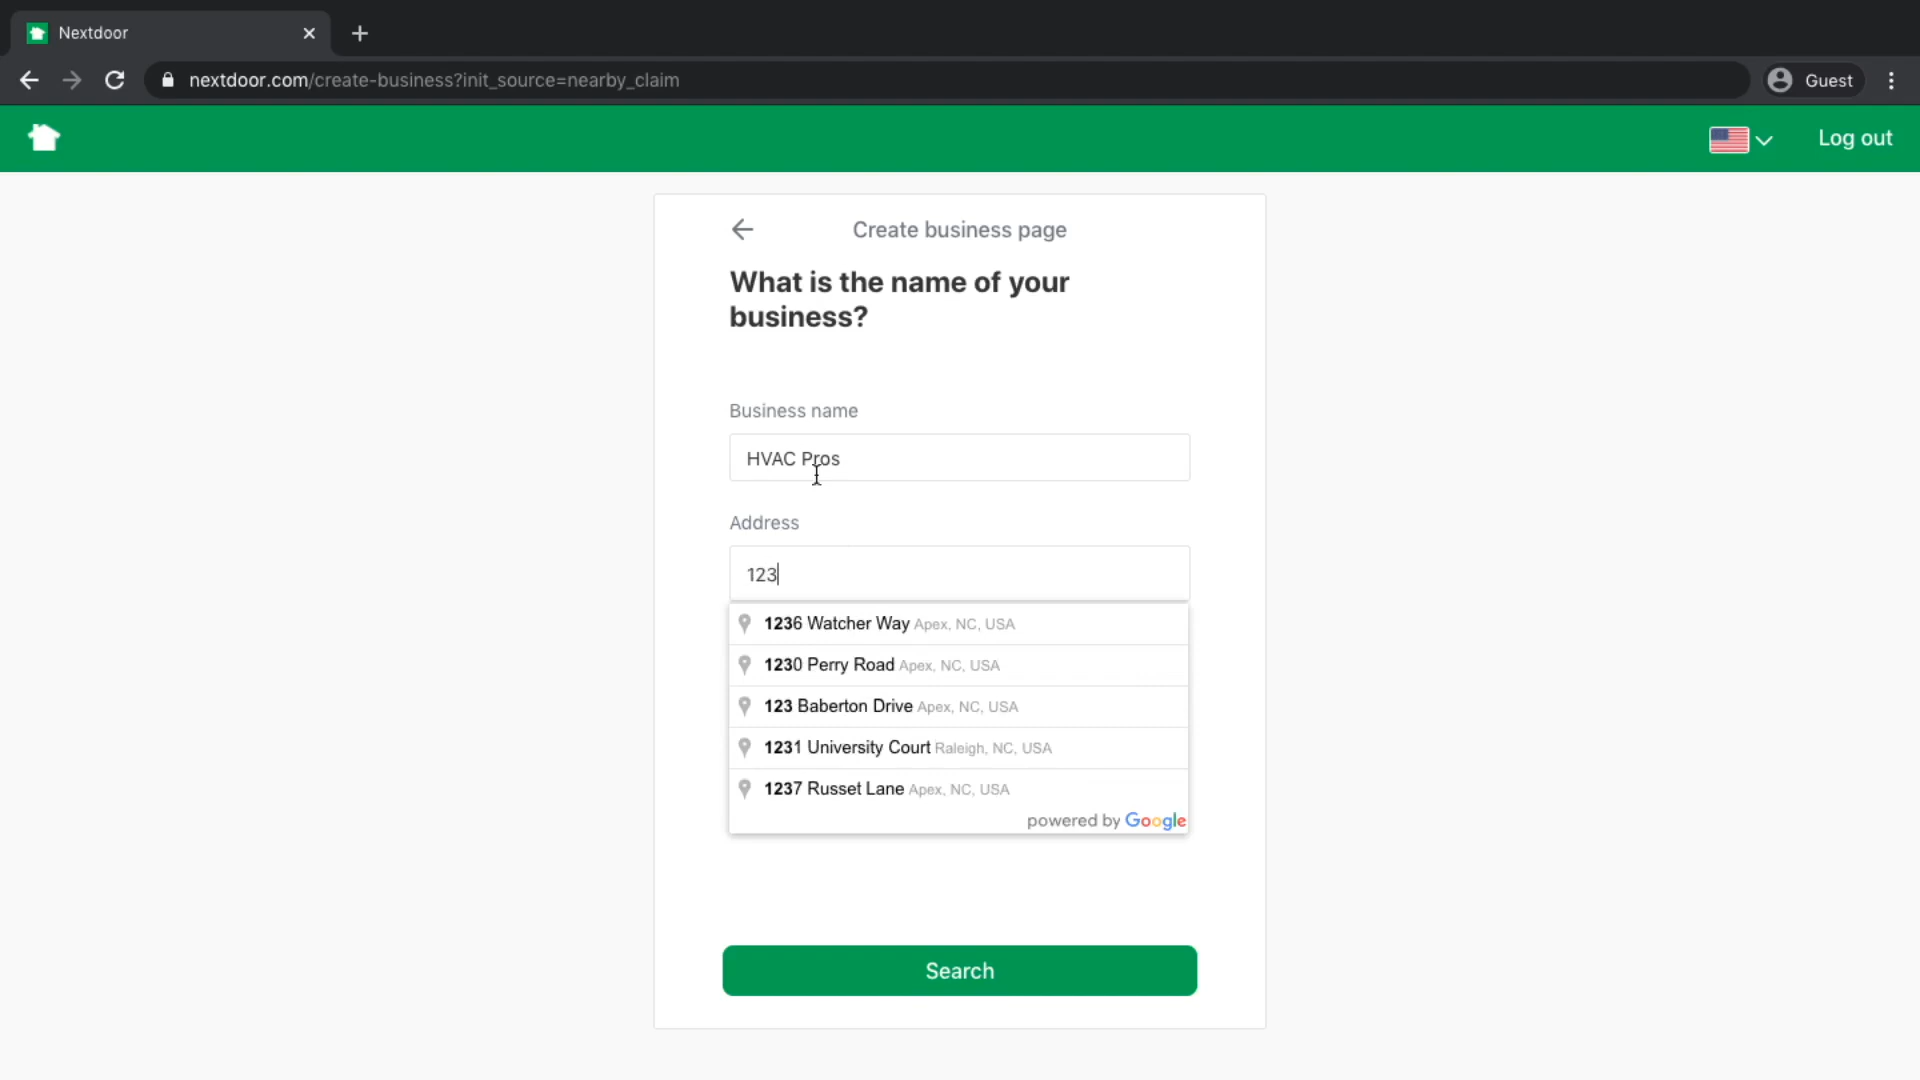 Nextdoor
nextdoor.com/create-business?init_source=nearby_claim
Guest
Log out
Create business page
What is the name of your
business?
Business name
HVAC Pros
Address
123
1236 Watcher Way Apex, NC, USA
1230 Perry Road Apex, NC, USA
123 Baberton Drive Apex, NC, USA
1231 University Court Raleigh, NC, USA
1237 Russet Lane Apex, NC, USA
powered by Google
Search